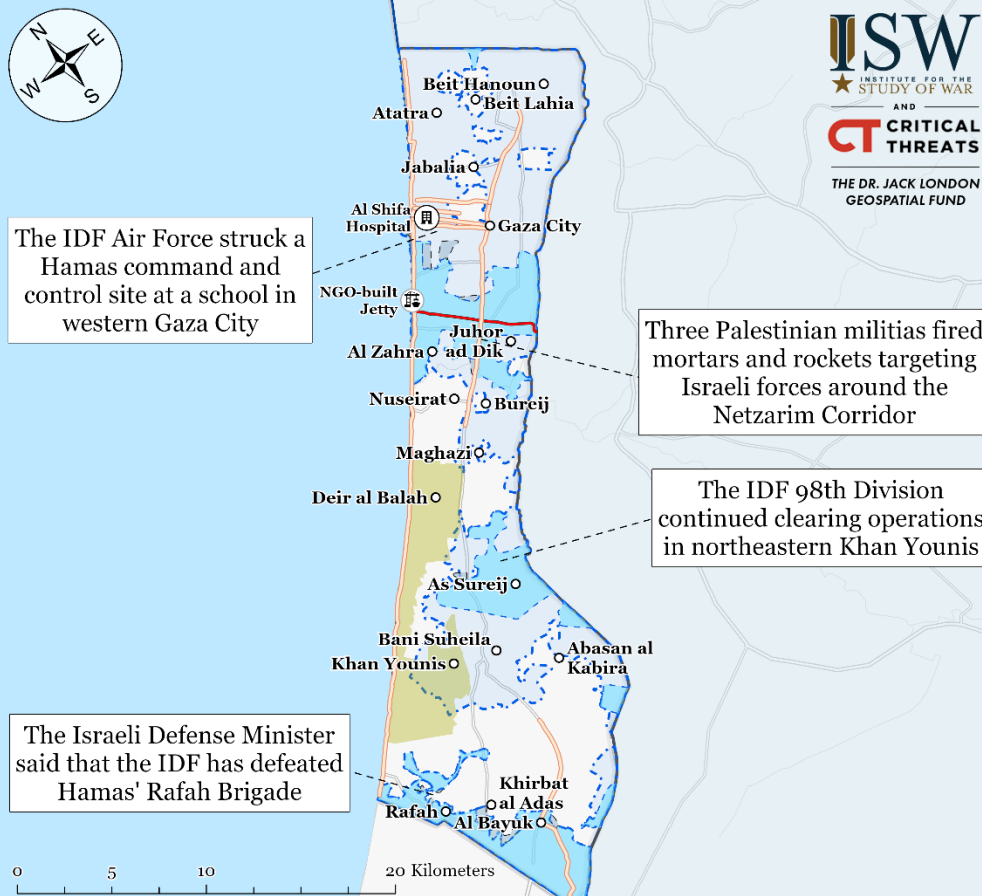 N
E
W
S
ISW
INSTITUTE FOR THE
STUDY OF WAR
AND
CT CRITICAL
THREATS
THE DR. JACK LONDON
GEOSPATIAL FUND
Beit Hanoun
Beit Lahia
Atatra
Jabalia
Al Shifa
Hospital
Gaza City
The IDF Air Force struck a
Hamas command and
control site at a school in
western Gaza City
NGO-built
Jetty
Juhor
ad Dik
Al Zahra
Three Palestinian militias fired
mortars and rockets targeting
Israeli forces around the
Netzarim Corridor
Nuseirat
Bureij
Maghazi
Deir al Balah
The IDF 98th Division
continued clearing operations
in northeastern Khan Younis
As Sureij
Bani Suheila
Khan Younis
Abasan al
Kabira
The Israeli Defense Minister
said that the IDF has defeated
Hamas' Rafah Brigade
Khirbat
al Adas
Rafah
Al Bayuk
0 5 10 20 Kilometers